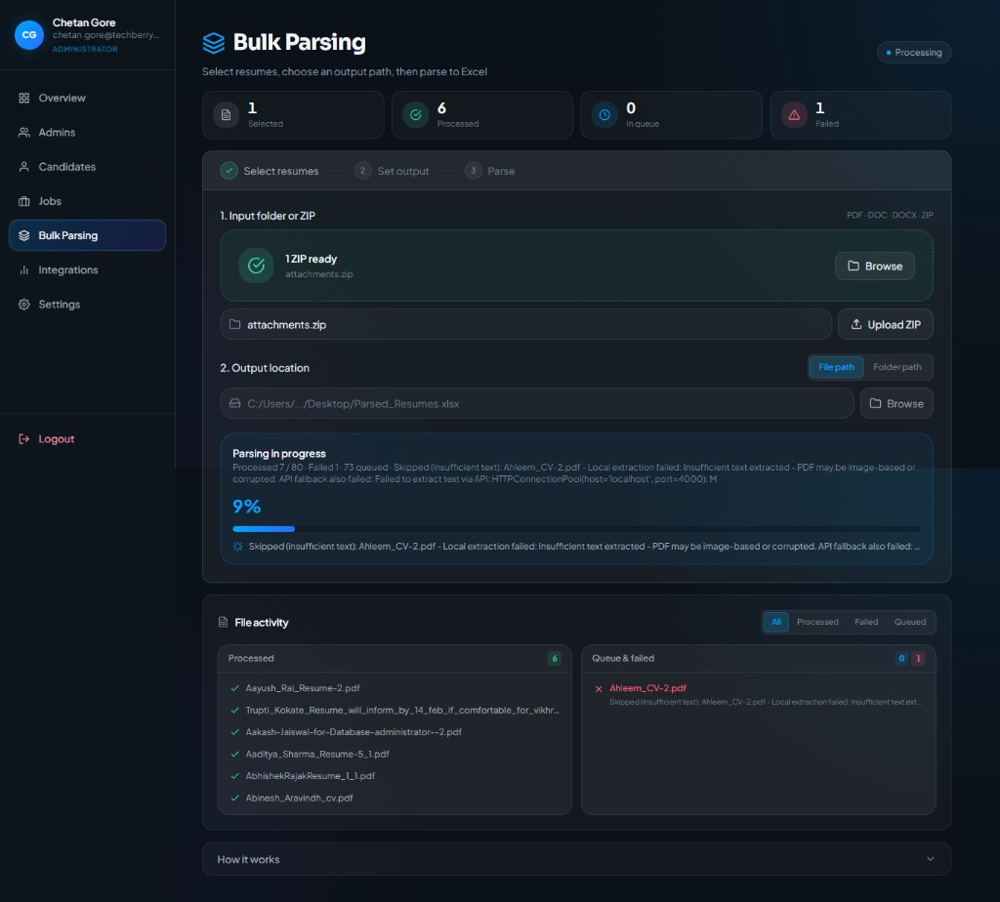 CG
Chetan Gore
chetan.gore@techberry...
ADMINISTRATOR
Overview
Admins
Candidates
Jobs
Bulk Parsing
Integrations
Settings
Logout
Bulk Parsing
Select resumes, choose an output path, then parse to Excel
Processing
1
Selected
6
Processed
0
In queue
1
Failed
Select resumes
2 Set output
3 Parse
1. Input folder or ZIP
PDF · DOC · DOCX · ZIP
1 ZIP ready
attachments.zip
Browse
attachments.zip
Upload ZIP
2. Output location
File path
Folder path
C:/Users/.../Desktop/Parsed_Resumes.xlsx
Browse
Parsing in progress
Processed 7 / 80 · Failed 1 · 73 queued · Skipped (insufficient text): Ahleem_CV-2.pdf - Local extraction failed: Insufficient text extracted - PDF may be image-based or
corrupted. API fallback also failed: Failed to extract text via API: HTTPConnectionPool(host='localhost', port=4000): M
9%
Skipped (insufficient text): Ahleem_CV-2.pdf - Local extraction failed: Insufficient text extracted - PDF may be image-based or corrupted. API fallback also failed: ...
File activity
All
Processed
Failed
Queued
Processed
6
Aayush_Rai_Resume-2.pdf
Trupti_Kokate_Resume_will_inform_by_14_feb_if_comfortable_for_vikhr...
Aakash-Jaiswal-for-Database-administrator--2.pdf
Aaditya_Sharma_Resume-5_1.pdf
AbhishekRajakResume_1_1.pdf
Abinesh_Aravindh_cv.pdf
Queue & failed
0
1
Ahleem_CV-2.pdf
Skipped (insufficient text): Ahleem_CV-2.pdf - Local extraction failed: Insufficient text ext...
How it works